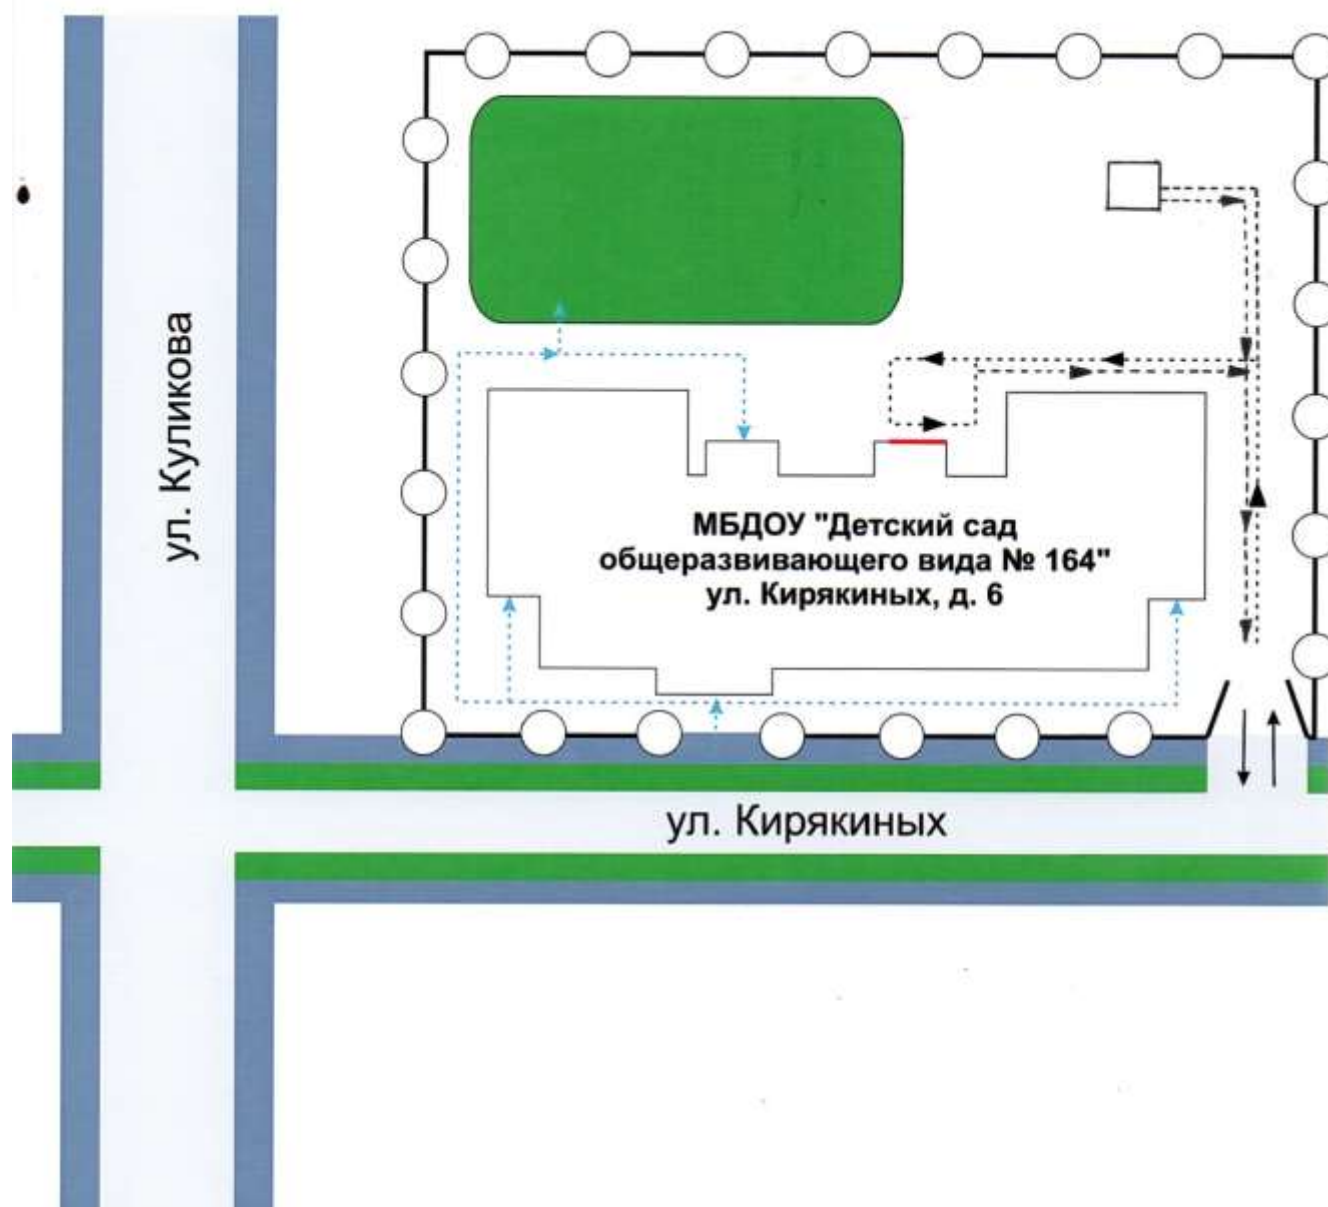 ул. Куликова
МБДОУ "Детский сад
общеразвивающего вида № 164"
ул. Кирякиных, д. 6
ул. Кирякиных